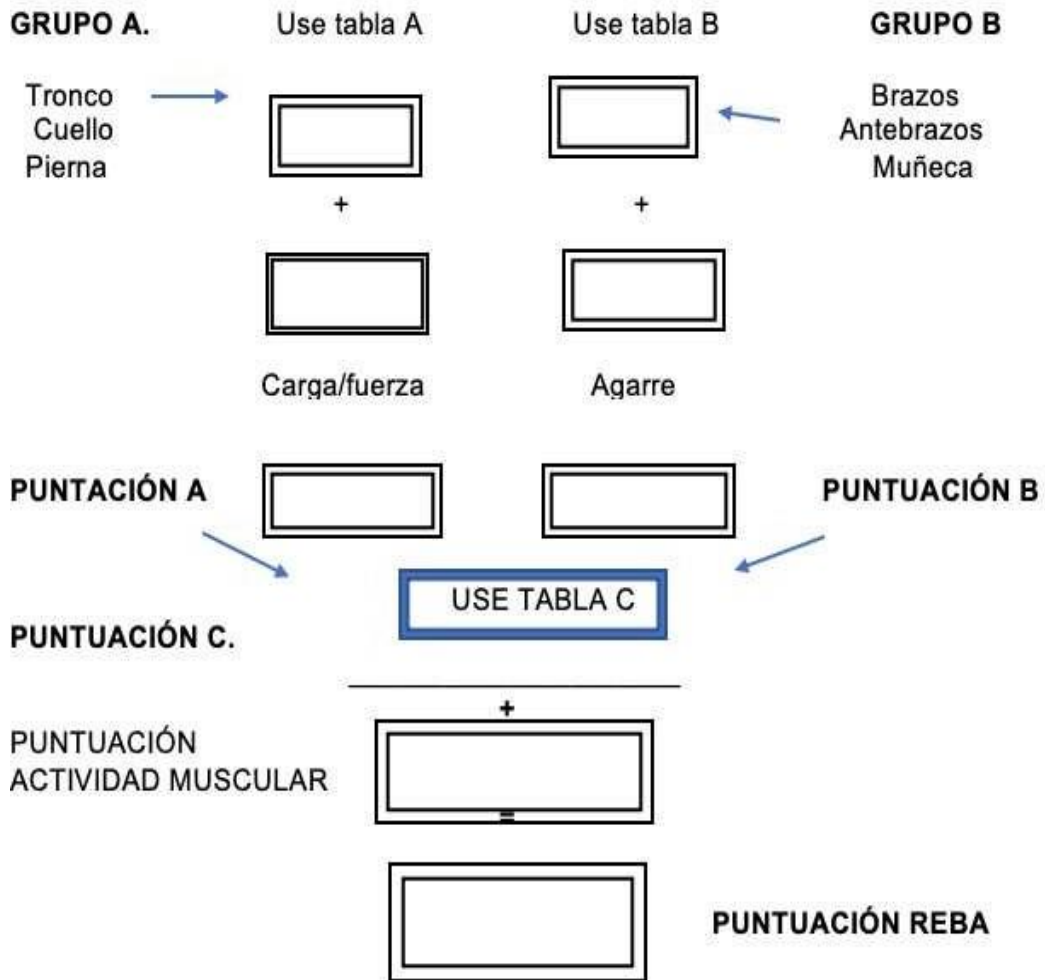 GRUPO A. Use tabla A Use tabla B GRUPO B
Tronco Brazos
Cuello Antebrazos
Pierna Muñeca
+ +
Carga/fuerza Agarre
PUNTACIÓN A PUNTUACIÓN B
USE TABLA C
PUNTUACIÓN C.
+
PUNTUACIÓN
ACTIVIDAD MUSCULAR
=
PUNTUACIÓN REBA